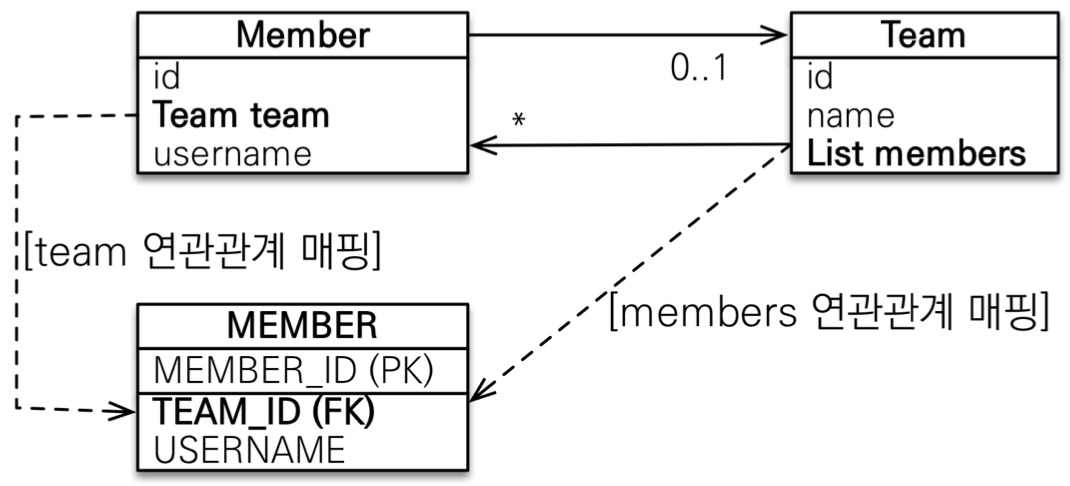 Member
id
Team team
username
0..1
*
Team
id
name
List members
[team 연관관계 매핑]
[members 연관관계 매핑]
MEMBER
MEMBER_ID (PK)
TEAM_ID (FK)
USERNAME